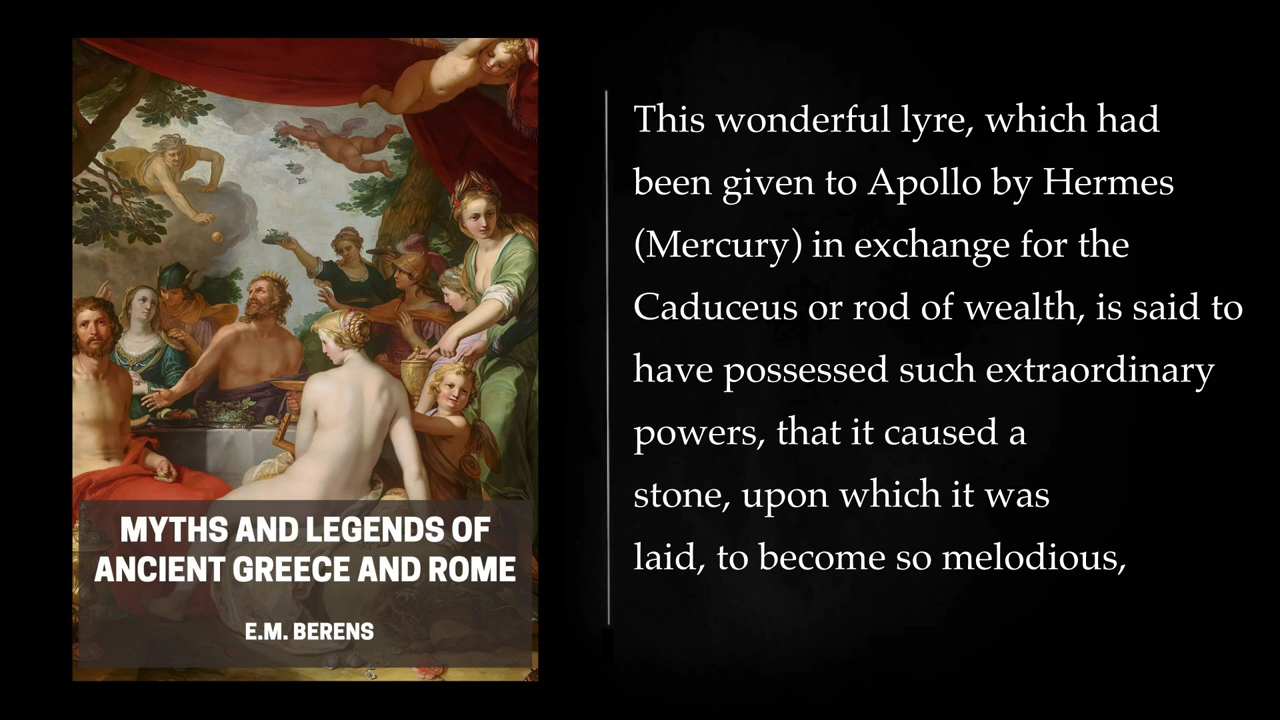 MYTHS AND LEGENDS OF
ANCIENT GREECE AND ROME
E.M. BERENS
This wonderful lyre, which had
been given to Apollo by Hermes
(Mercury) in exchange for the
Caduceus or rod of wealth, is said to
have possessed such extraordinary
powers, that it caused a
stone, upon which it was
laid, to become so melodious,